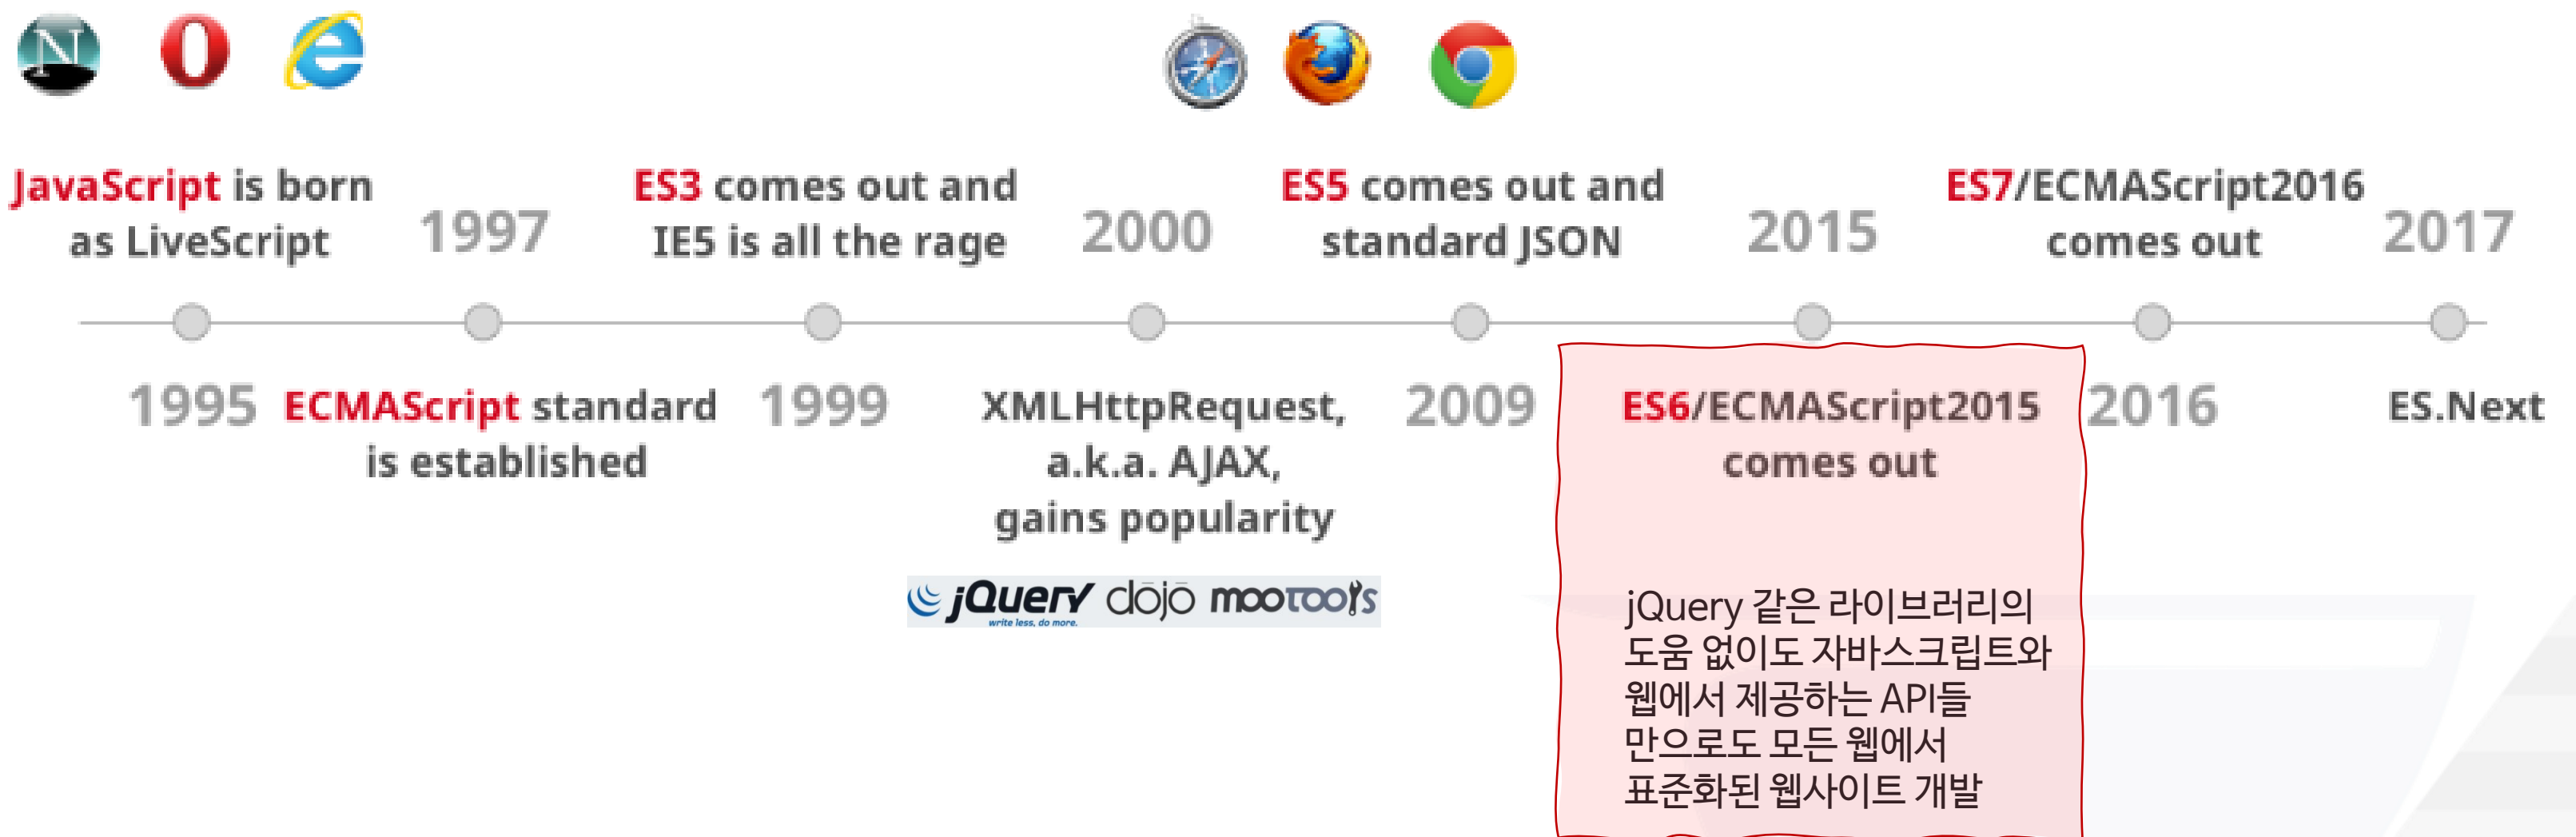 JavaScript is born
as LiveScript
1997
ES3 comes out and
IE5 is all the rage
2000
ES5 comes out and
standard JSON
2015
ES7/ECMAScript2016
comes out
2017
1995
ECMAScript standard
is established
1999
XMLHttpRequest,
a.k.a. AJAX,
gains popularity
2009
ES6/ECMAScript2015
comes out
2016
ES.Next
jQuery
write less, do more.
dōjō
mootools
jQuery 같은 라이브러리의
도움 없이도 자바스크립트와
웹에서 제공하는 API들
만으로도 모든 웹에서
표준화된 웹사이트 개발